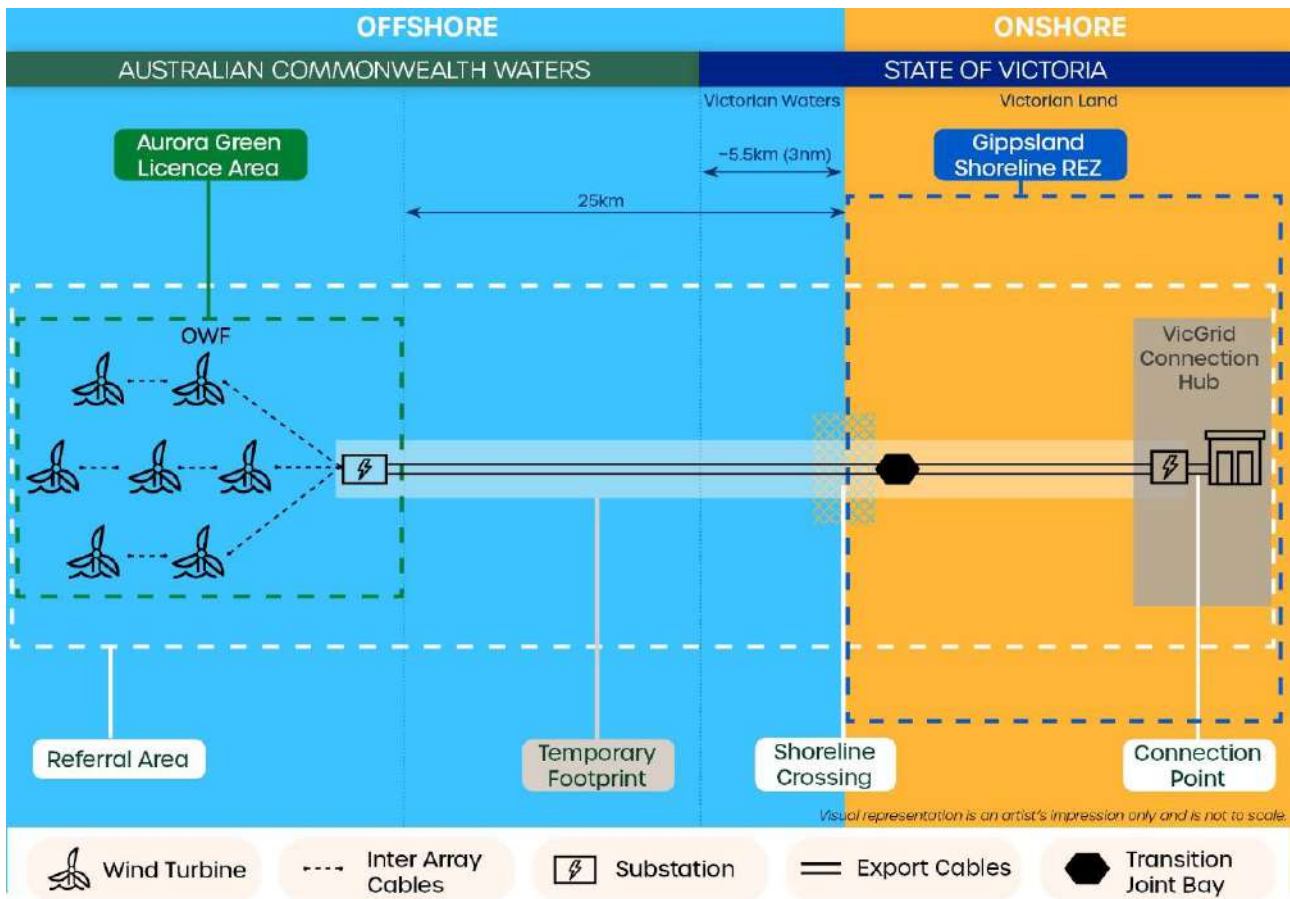 OFFSHORE
ONSHORE
AUSTRALIAN COMMONWEALTH WATERS
STATE OF VICTORIA
Victorian Waters
Victorian Land
Aurora Green
Licence Area
~5.5km (3nm)
Gippsland
Shoreline REZ
25km
OWF
VicGrid
Connection
Hub
Referral Area
Temporary
Footprint
Shoreline
Crossing
Connection
Point
Visual representation is an artist's impression only and is not to scale.
Wind Turbine
Inter Array
Cables
Substation
Export Cables
Transition
Joint Bay